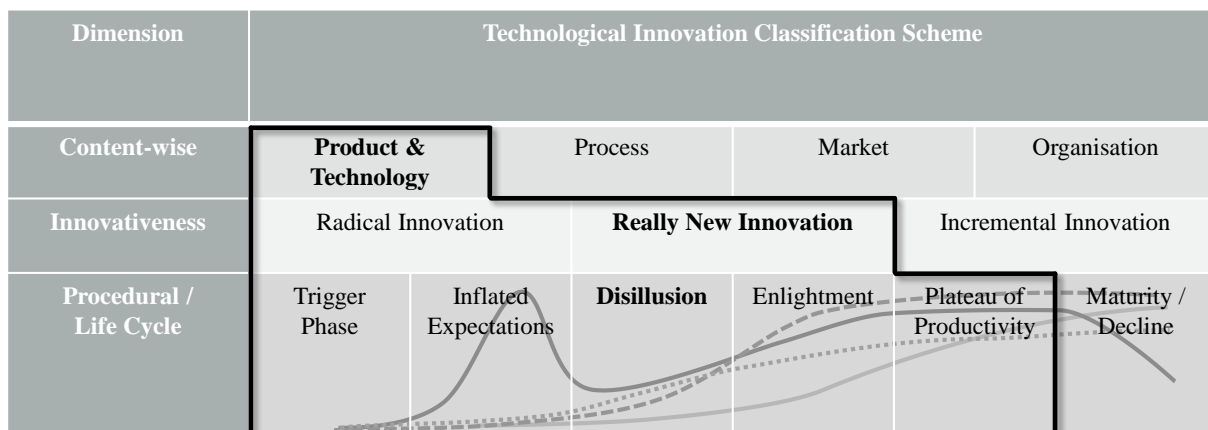 Dimension
Technological Innovation Classification Scheme
Content-wise
Product &
Technology
Process
Market
Organisation
Innovativeness
Radical Innovation
Really New Innovation
Incremental Innovation
Procedural /
Life Cycle
Trigger
Phase
Inflated
Expectations
Disillusion
Enlightment
Plateau of
Productivity
Maturity /
Decline